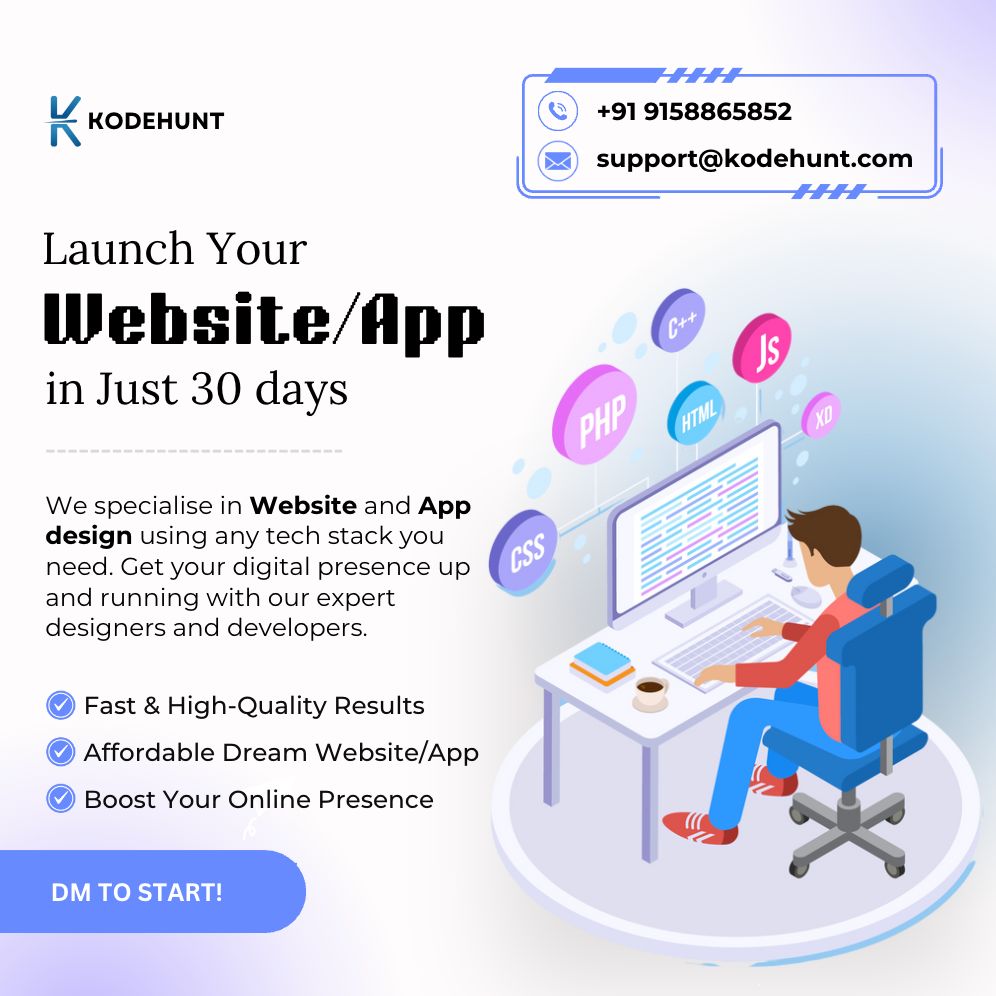 KODEHUNT
+91 9158865852
support@kodehunt.com
Launch Your
Website/App
in Just 30 days
We specialise in Website and App
design using any tech stack you
need. Get your digital presence up
and running with our expert
designers and developers.
Fast & High-Quality Results
Affordable Dream Website/App
Boost Your Online Presence
DM TO START!
C++
JS
PHP
HTML
XD
CSS